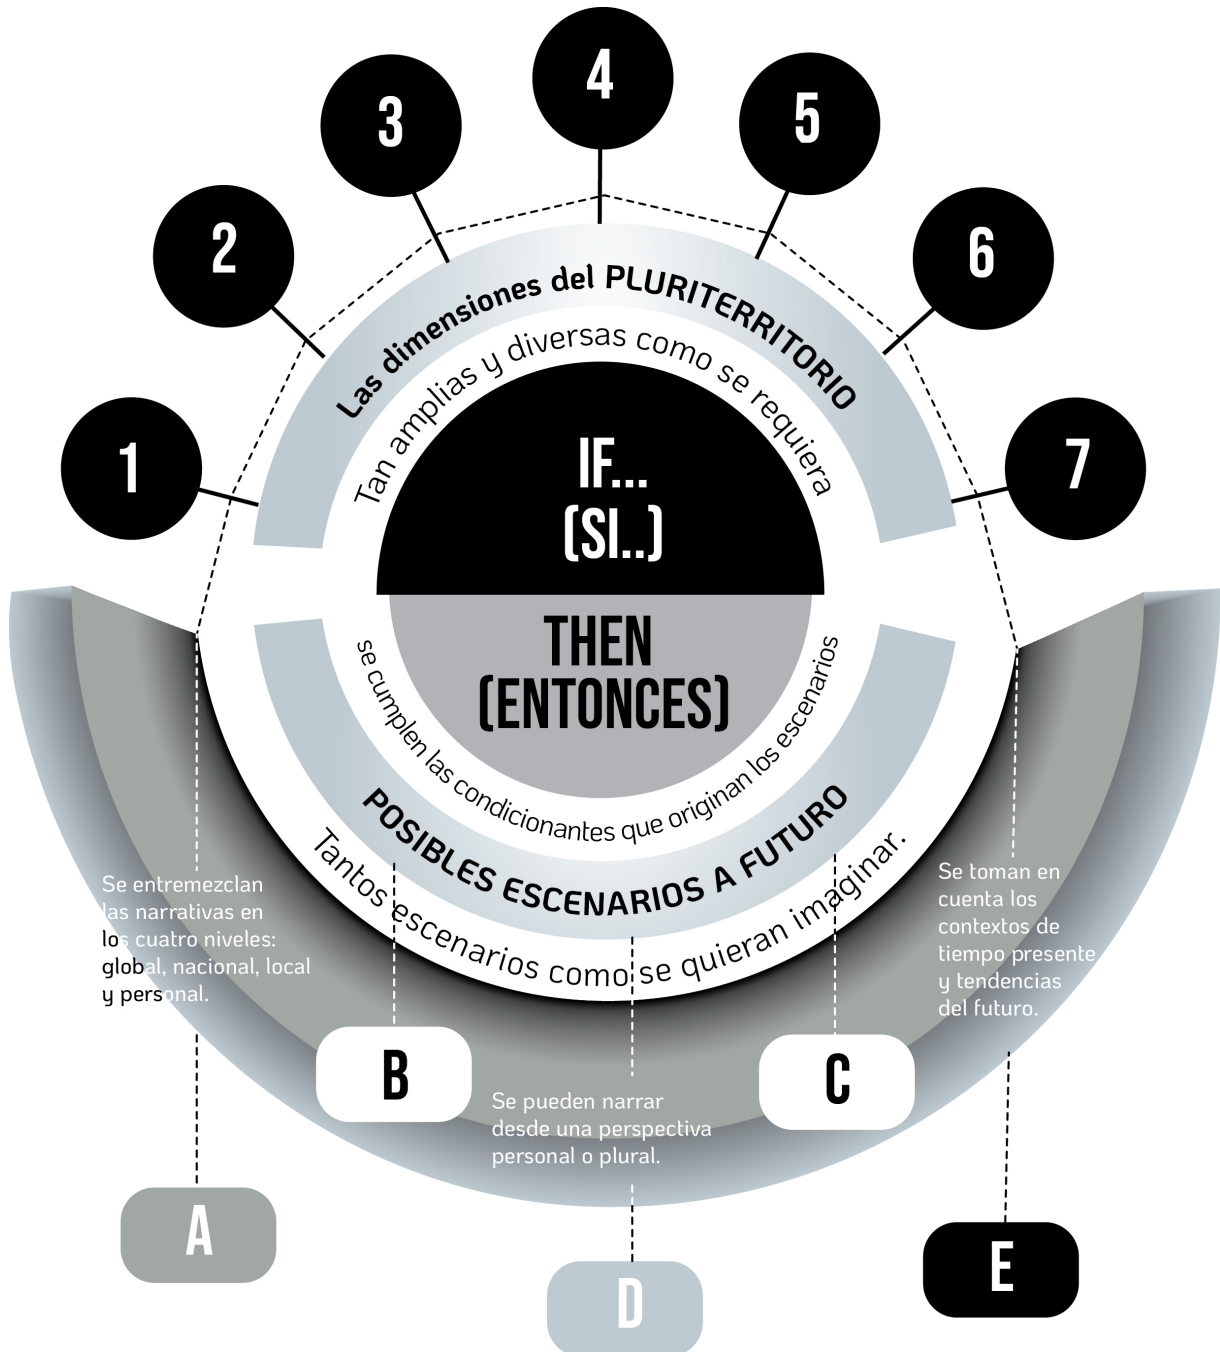 4
3
5
2
6
1
7
Las dimensiones del PLURITERRITORIO
Tan amplias y diversas como se requiera
IF...
(SI..)
THEN
(ENTONCES)
se cumplen las condicionantes que originan los escenarios
POSIBLES ESCENARIOS A FUTURO
Tantos escenarios como se quieran imaginar.
Se entremezclan
las narrativas en
los cuatro niveles:
global, nacional, local
y personal.
Se toman en
cuenta los
contextos de
tiempo presente
y tendencias
del futuro.
B
C
Se pueden narrar
desde una perspectiva
personal o plural.
A
E
D